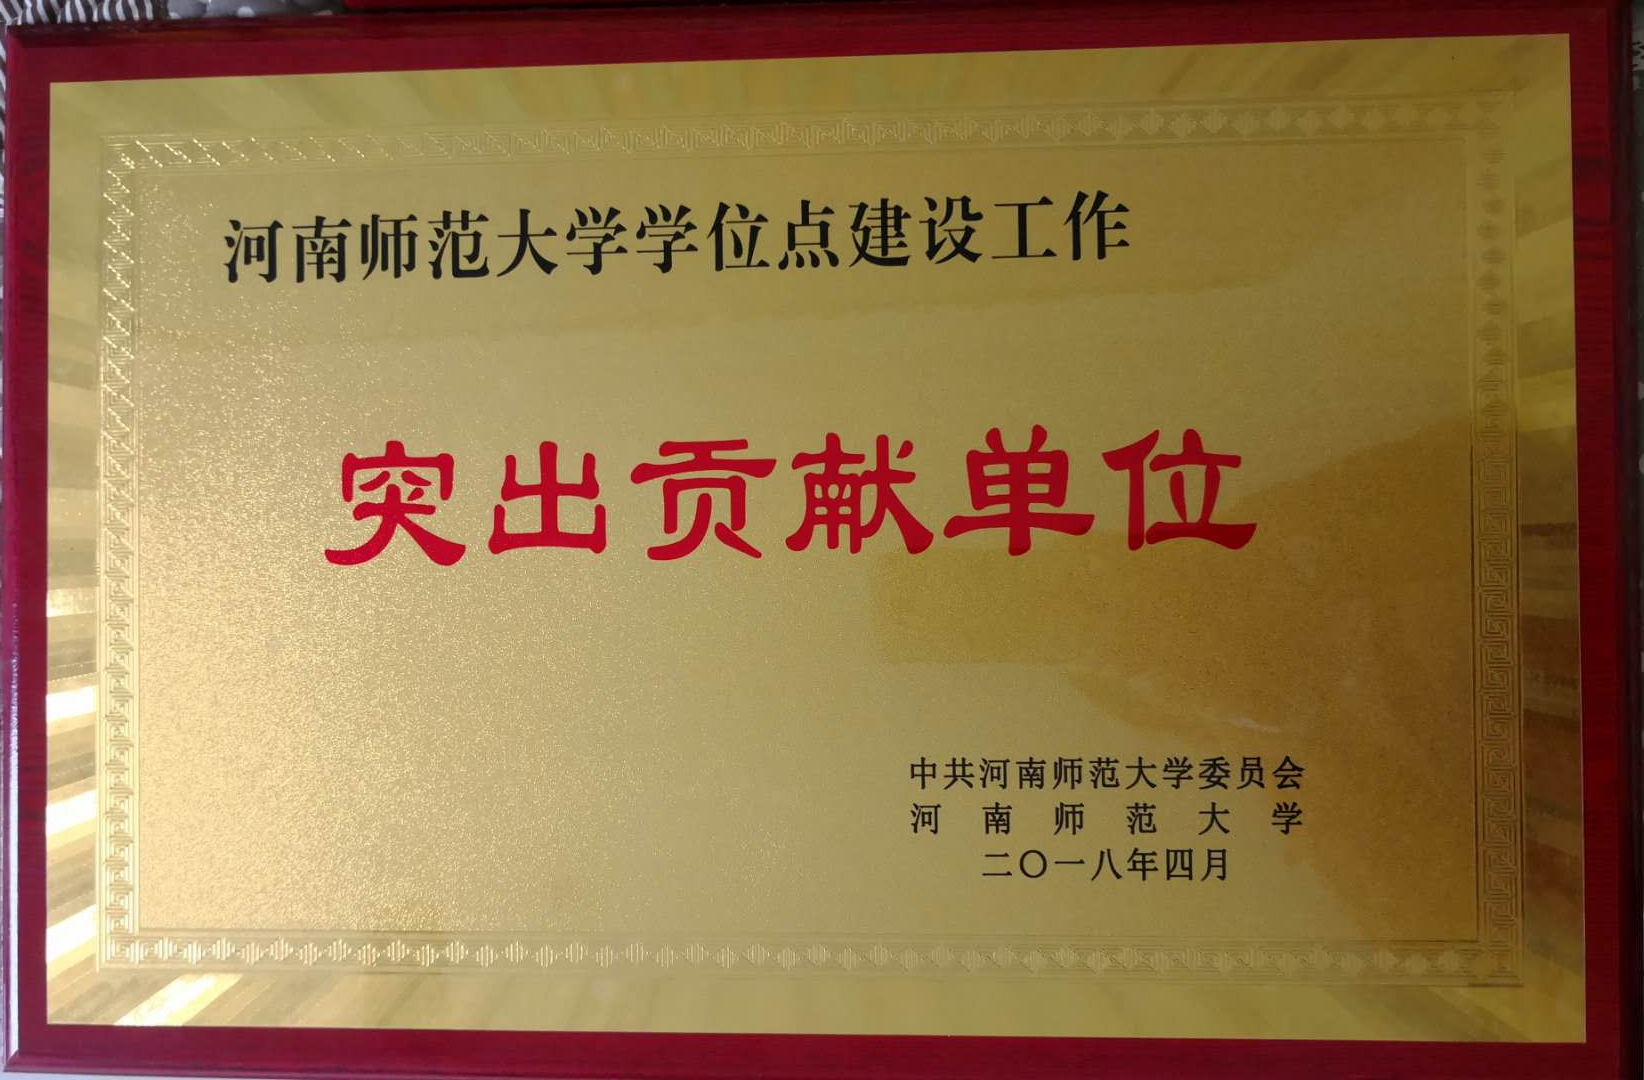 河南师范大学学位点建设工作
突出贡献单位
中共河南师范大学委员会
河南师范大学
二〇一八年四月